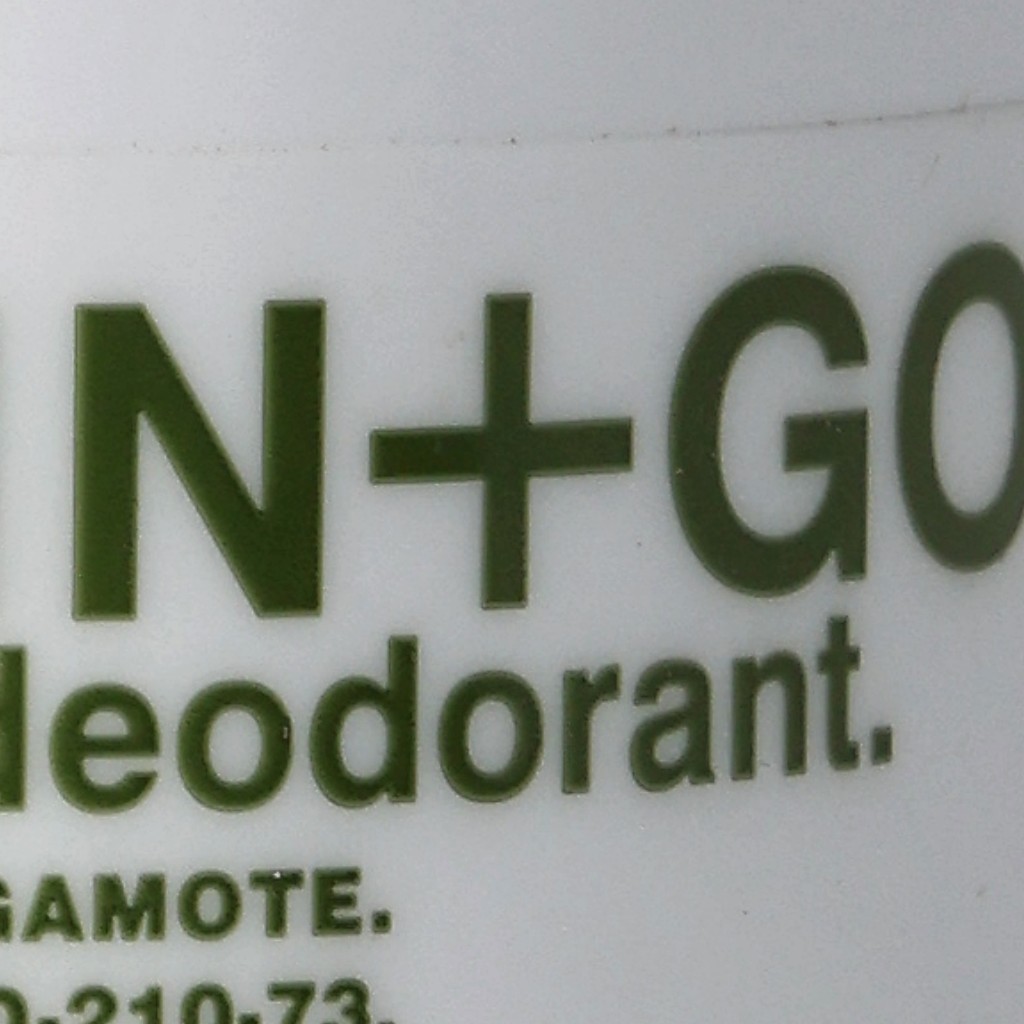 N+GO
deodorant.
GAMOTE.
0-210-73.